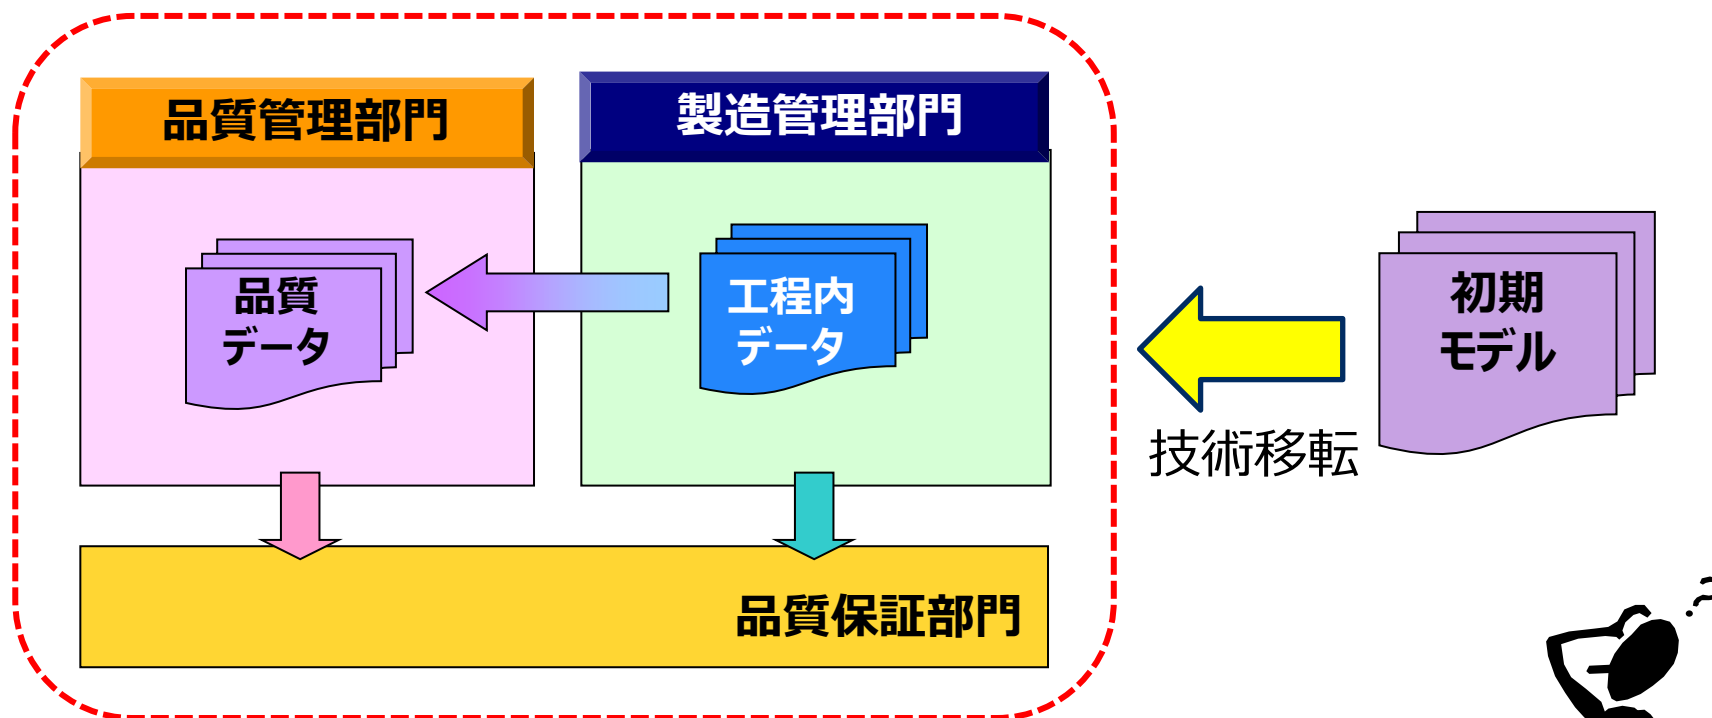 品質管理部門
製造管理部門
品質
データ
工程内
データ
初期
モデル
技術移転
品質保証部門